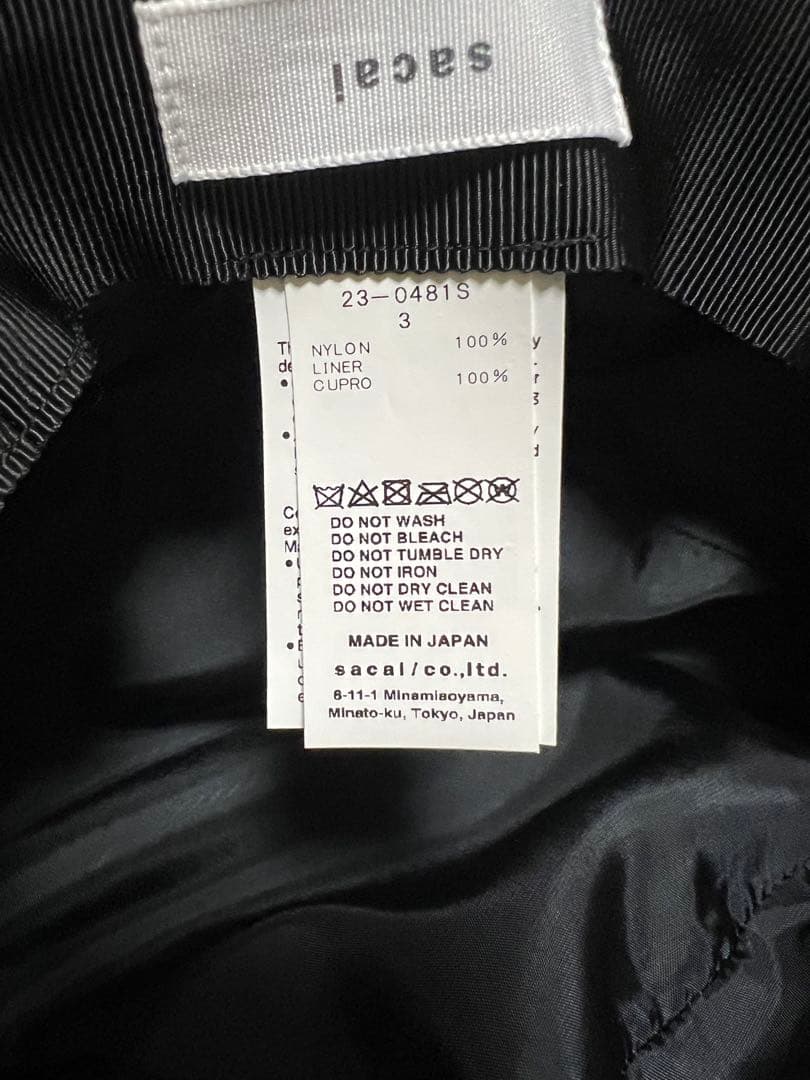 sacai
23-0481S
3
NYLON 100%
LINER
CUPRO 100%
DO NOT WASH
DO NOT BLEACH
DO NOT TUMBLE DRY
DO NOT IRON
DO NOT DRY CLEAN
DO NOT WET CLEAN
MADE IN JAPAN
sacai/co.,ltd.
6-11-1 Minamiaoyama,
Minato-ku, Tokyo, Japan